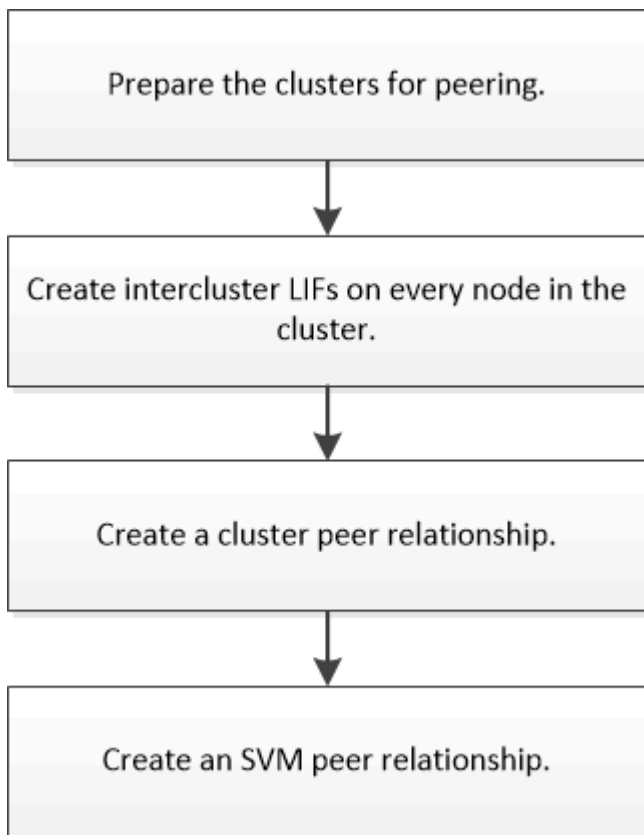 Prepare the clusters for peering.
Create intercluster LIFs on every node in the
cluster.
Create a cluster peer relationship.
Create an SVM peer relationship.